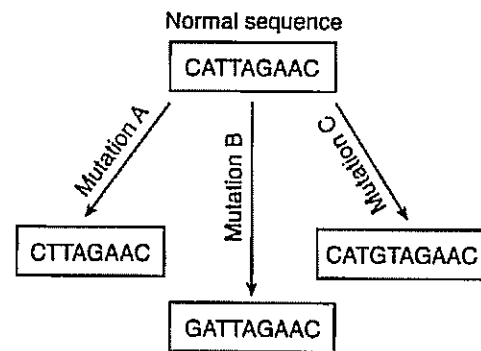 Normal sequence
CATTAGAAC
Mutation A
Mutation B
Mutation C
CTTAGAAC
CATGTAGAAC
GATTAGAAC